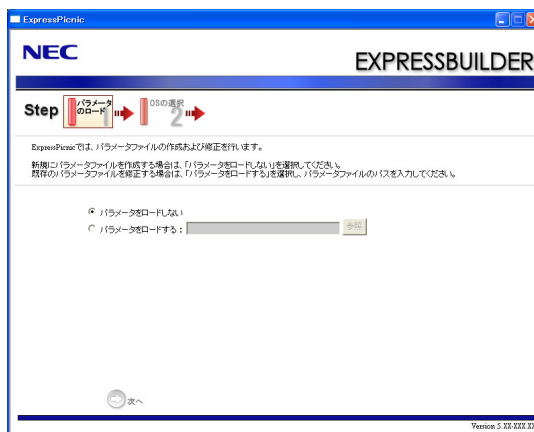 ExpressPicnic
NEC
EXPRESSBUILDER
Step パラメータのロード 1 OSの選択 2
ExpressPicnicでは、パラメータファイルの作成および修正を行います。
新規にパラメータファイルを作成する場合は、「パラメータをロードしない」を選択してください。
既存のパラメータファイルを修正する場合は、「パラメータをロードする」を選択し、パラメータファイルのパスを入力してください。
パラメータをロードしない
パラメータをロードする：
参照
次へ
Version 5.XX-XXX.XX